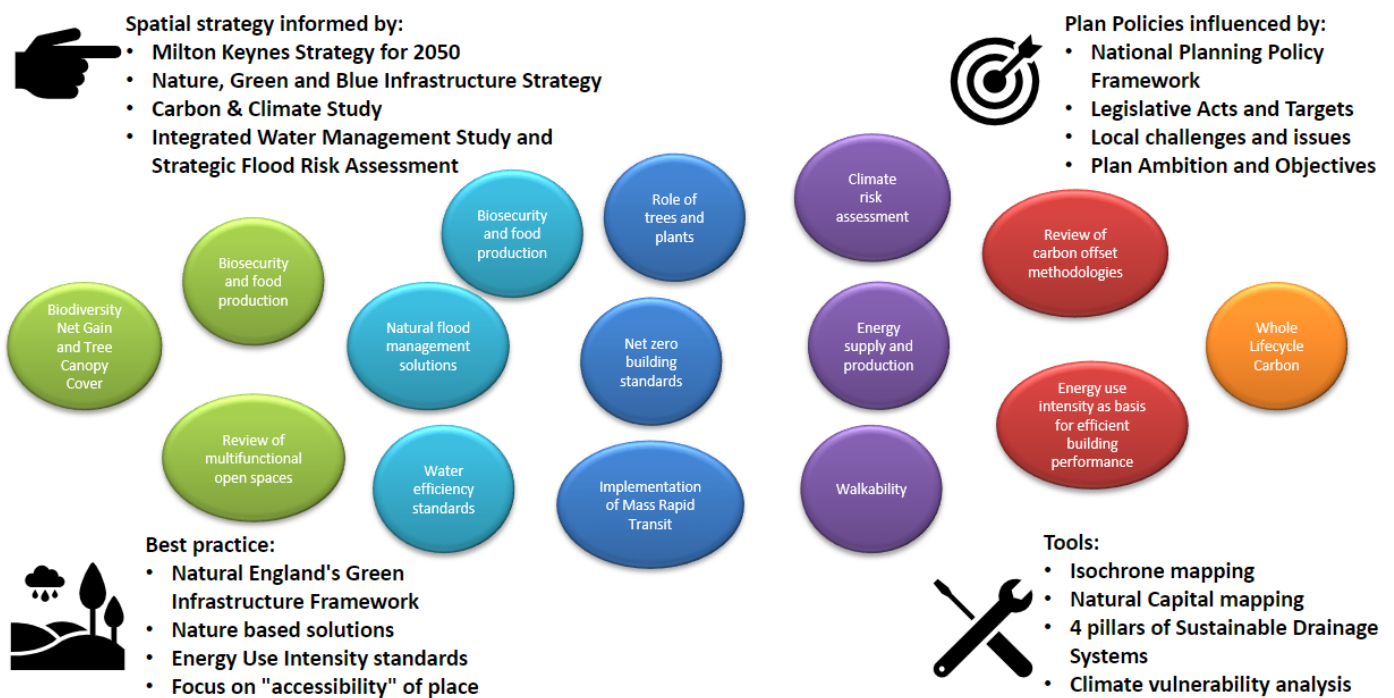 Spatial strategy informed by:
• Milton Keynes Strategy for 2050
• Nature, Green and Blue Infrastructure Strategy
• Carbon & Climate Study
• Integrated Water Management Study and
Strategic Flood Risk Assessment
Plan Policies influenced by:
• National Planning Policy
Framework
• Legislative Acts and Targets
• Local challenges and issues
• Plan Ambition and Objectives
Biodiversity
Net Gain
and Tree
Canopy
Cover
Biosecurity
and food
production
Review of
multifunctional
open spaces
Biosecurity
and food
production
Natural flood
management
solutions
Water
efficiency
standards
Role of
trees and
plants
Net zero
building
standards
Implementation
of Mass Rapid
Transit
Climate
risk
assessment
Energy
supply and
production
Walkability
Review of
carbon offset
methodologies
Energy use
intensity as basis
for efficient
building
performance
Whole
Lifecycle
Carbon
Best practice:
• Natural England's Green
Infrastructure Framework
• Nature based solutions
• Energy Use Intensity standards
• Focus on "accessibility" of place
Tools:
• Isochrone mapping
• Natural Capital mapping
• 4 pillars of Sustainable Drainage
Systems
• Climate vulnerability analysis